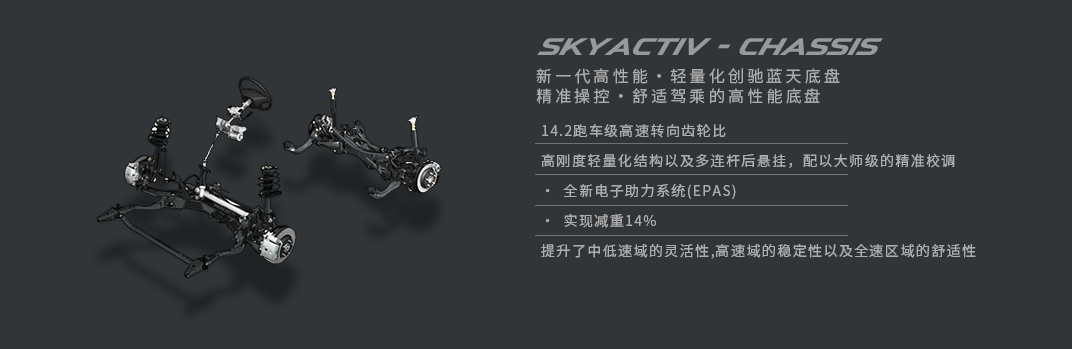 SKYACTIV - CHASSIS
新一代高性能・轻量化创驰蓝天底盘
精准操控・舒适驾乘的高性能底盘
14.2跑车级高速转向齿轮比
高刚度轻量化结构以及多连杆后悬挂，配以大师级的精准校调
・ 全新电子助力系统(EPAS)
・ 实现减重14%
提升了中低速域的灵活性,高速域的稳定性以及全速区域的舒适性